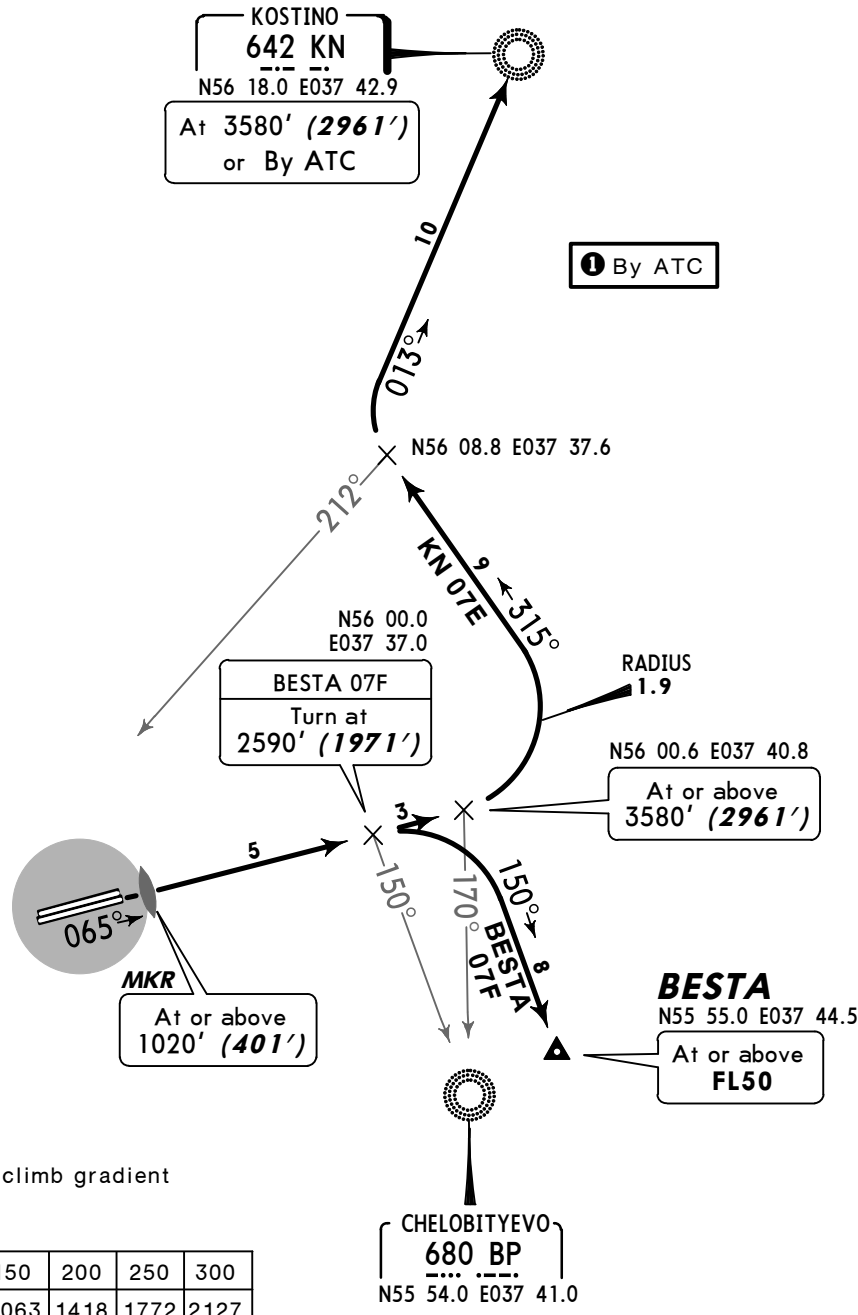 KOSTINO
642 KN
N56 18.0 E037 42.9
At 3580' (2961')
or By ATC
10
1 By ATC
013°
N56 08.8 E037 37.6
212°
9
KN 07E
315°
N56 00.0
E037 37.0
RADIUS
1.9
BESTA 07F
Turn at
2590' (1971')
N56 00.6 E037 40.8
At or above
3580' (2961')
3
5
065°
150°
170°
150°
BESTA
07F
8
MKR
At or above
1020' (401')
BESTA
N55 55.0 E037 44.5
At or above
FL50
climb gradient
CHELOBITYEVO
680 BP
N55 54.0 E037 41.0
50 200 250 300
063 1418 1772 2127